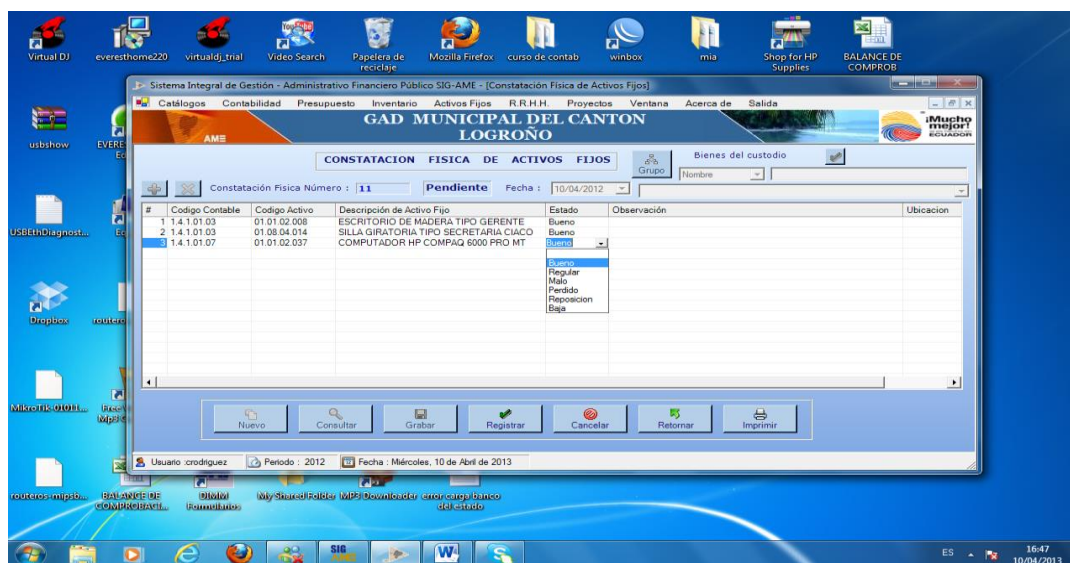 Virtual DJ
everesthome220
virtualdj_trial
Video Search
Papelera de reciclaje
Mozilla Firefox
curso de contab
winbox
mia
Shop for HP Supplies
BALANCE DE COMPROB
usbshow
EVERE
USBEthDiagnost...
Dropbox
routeros
MikroTik-01011...
routeros-mipsb...
BALANCE DE COMPROBACI...
DIMM Formularios
My Shared Folder
MP3 Downloader
error carga banco del estado
Sistema Integral de Gestión - Administrativo Financiero Público SIG-AME - [Constatación Física de Activos Fijos]
Catálogos Contabilidad Presupuesto Inventario Activos Fijos R.R.H.H. Proyectos Ventana Acerca de Salida
AME
GAD MUNICIPAL DEL CANTON
LOGROÑO
¡Mucho mejor!
ECUADOR
CONSTATACION FISICA DE ACTIVOS FIJOS
Grupo
Bienes del custodio
Nombre
Constatación Física Número : 11 Pendiente Fecha : 10/04/2012
# Codigo Contable Codigo Activo Descripción de Activo Fijo Estado Observación Ubicacion
1 1.4.1.01.03 01.01.02.008 ESCRITORIO DE MADERA TIPO GERENTE Bueno
2 1.4.1.01.03 01.08.04.014 SILLA GIRATORIA TIPO SECRETARIA CIACO Bueno
3 1.4.1.01.07 01.01.02.037 COMPUTADOR HP COMPAQ 6000 PRO MT Bueno
Bueno
Regular
Malo
Perdido
Reposicion
Baja
Nuevo Consultar Grabar Registrar Cancelar Retornar Imprimir
Usuario :crodriguez Periodo : 2012 Fecha : Miércoles, 10 de Abril de 2013
SIG
ES
16:47
10/04/2013